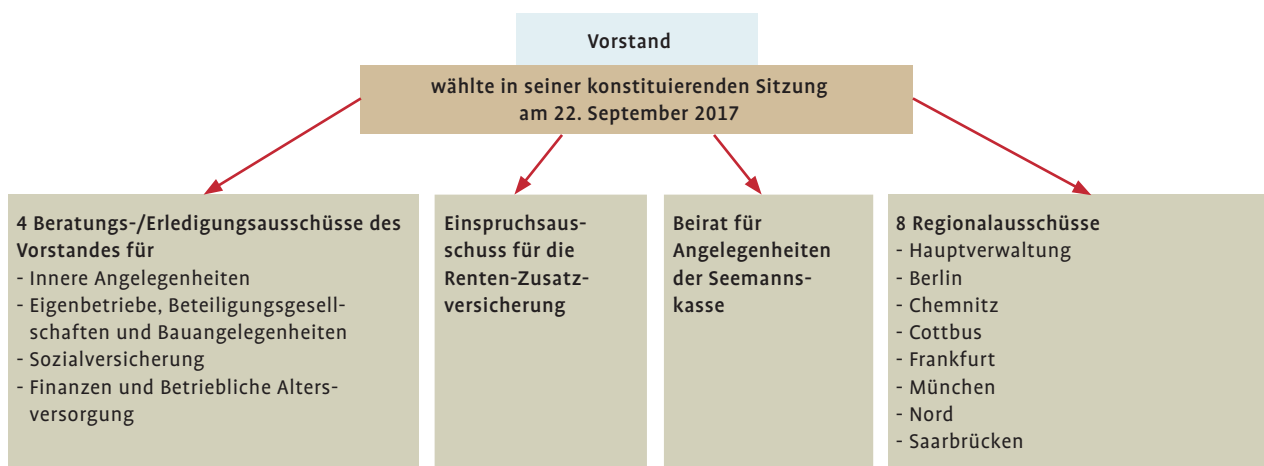 Vorstand
wählte in seiner konstituierenden Sitzung
am 22. September 2017
4 Beratungs-/Erledigungsausschüsse des
Vorstandes für
- Innere Angelegenheiten
- Eigenbetriebe, Beteiligungsgesell-
schaften und Bauangelegenheiten
- Sozialversicherung
- Finanzen und Betriebliche Alters-
versorgung
Einspruchsaus-
schuss für die
Renten-Zusatz-
versicherung
Beirat für
Angelegenheiten
der Seemanns-
kasse
8 Regionalausschüsse
- Hauptverwaltung
- Berlin
- Chemnitz
- Cottbus
- Frankfurt
- München
- Nord
- Saarbrücken